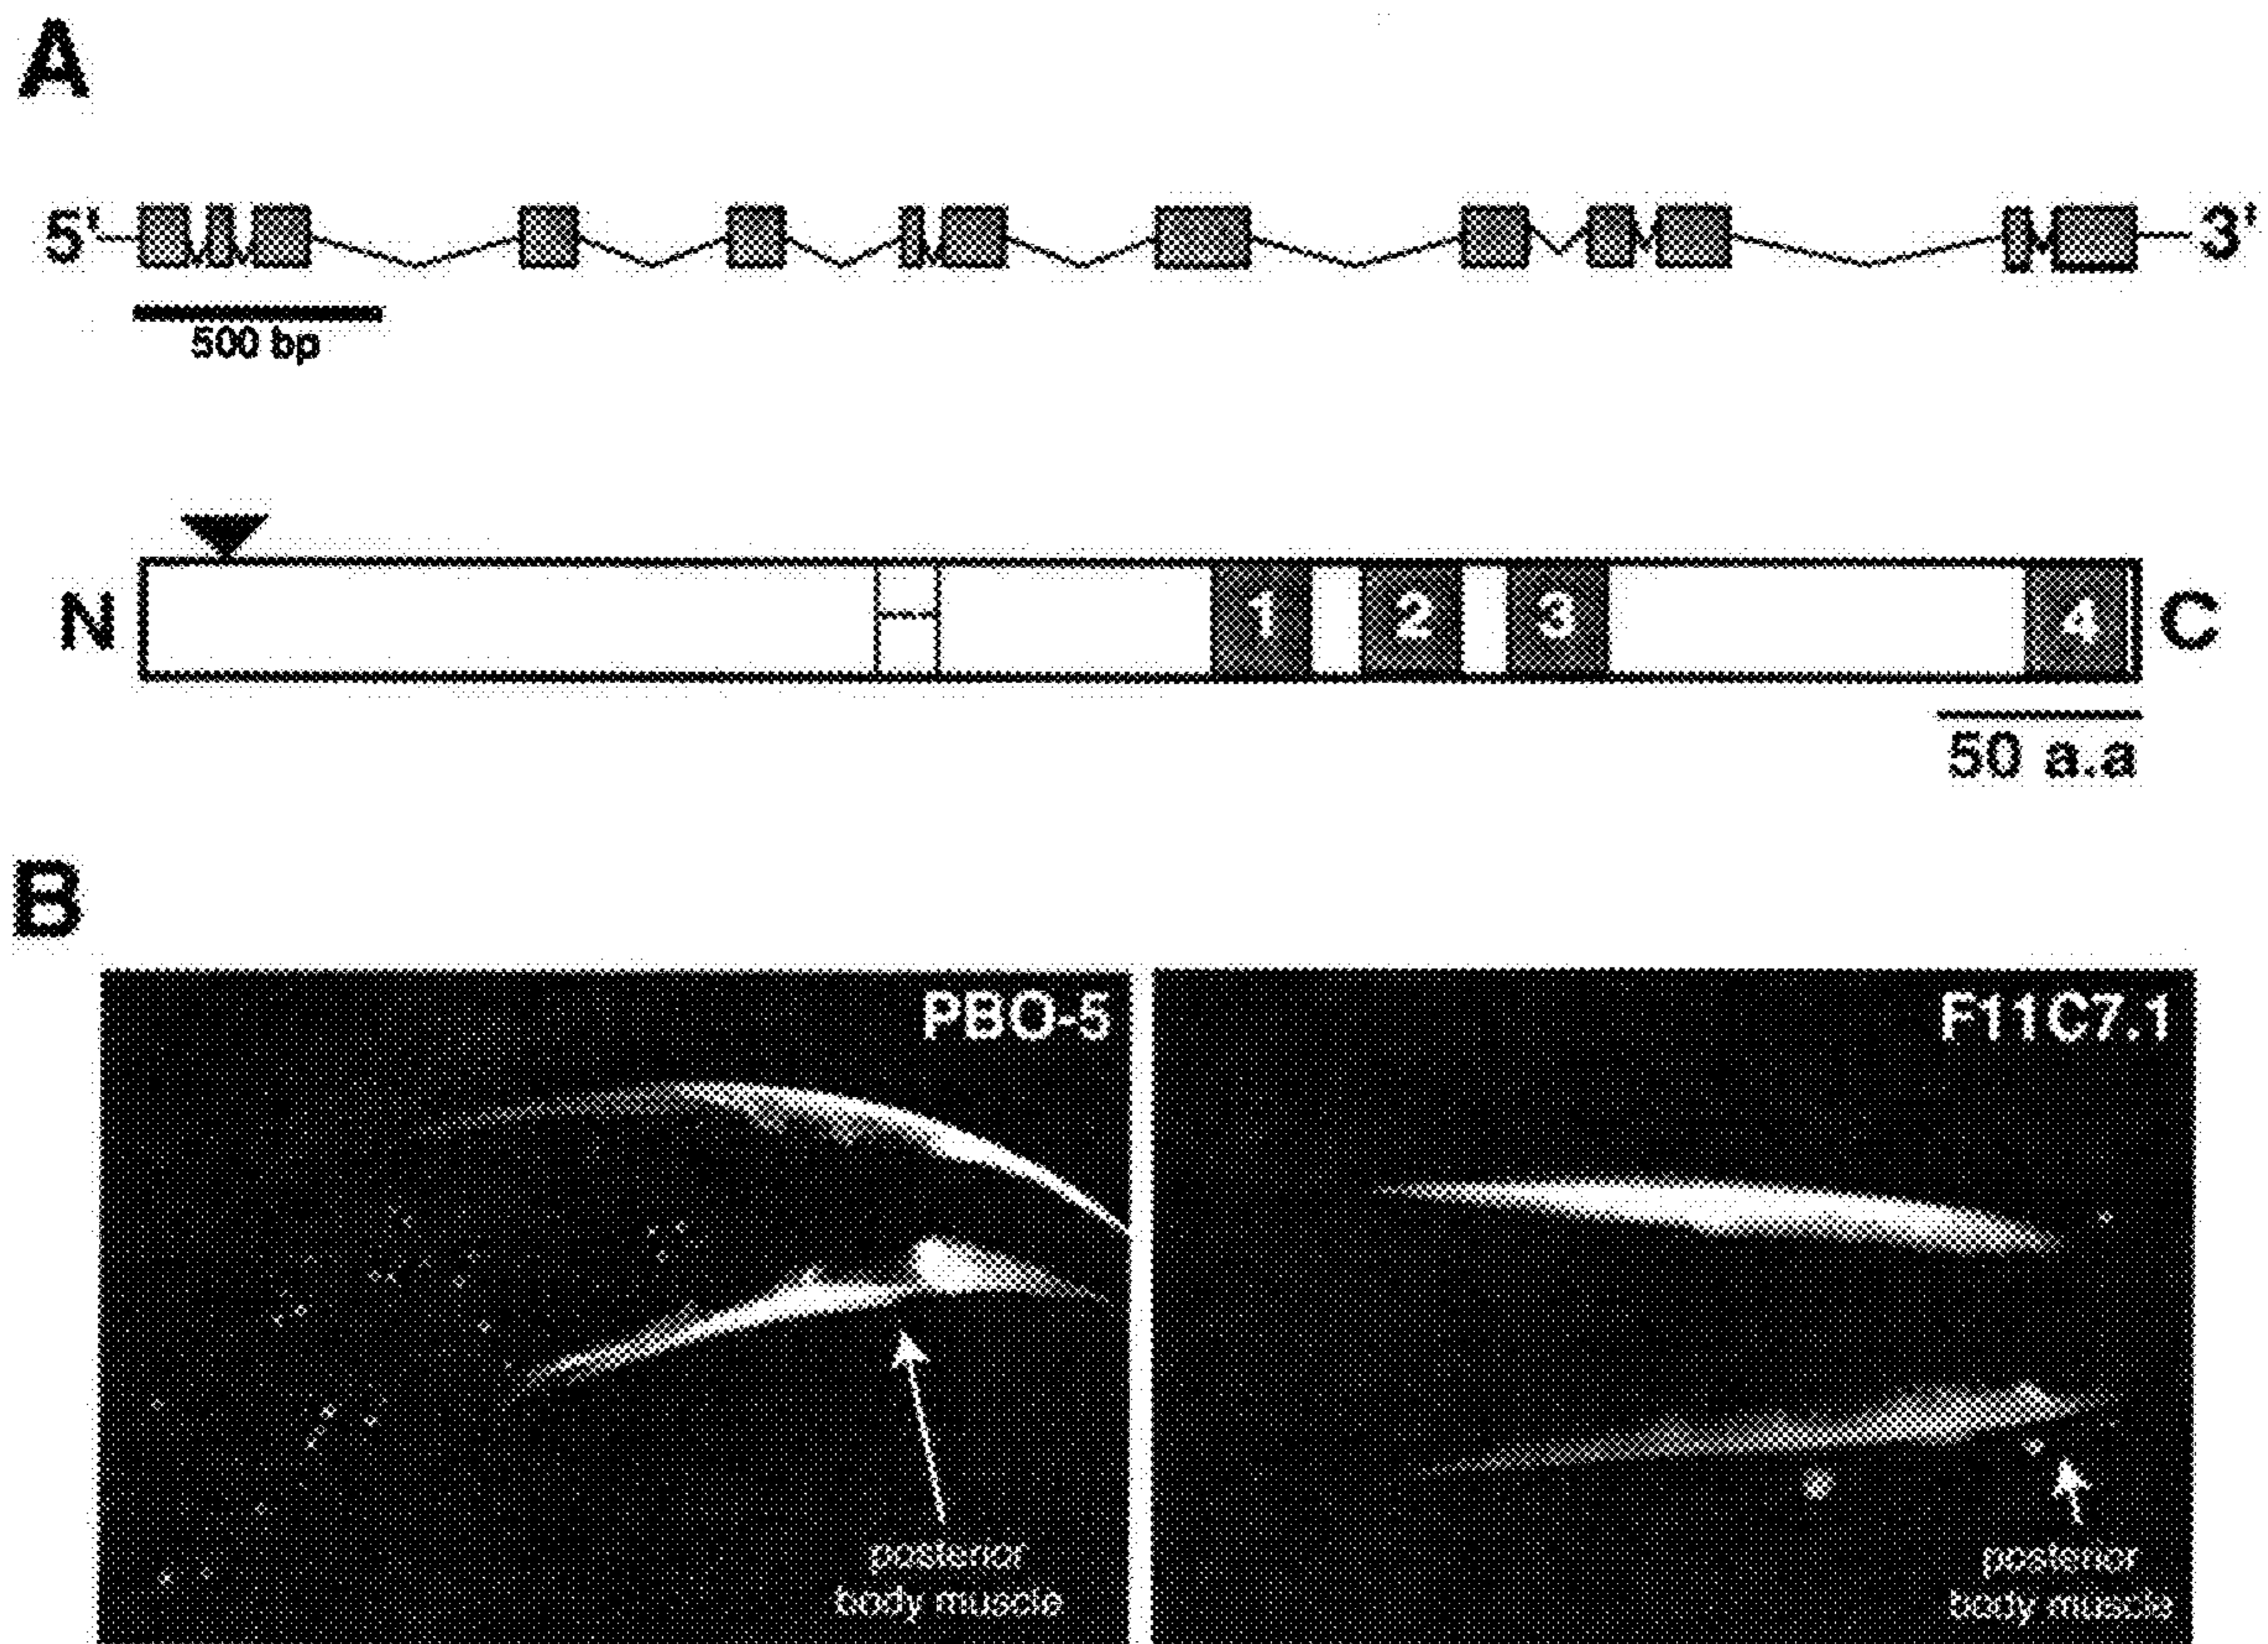 A
5' 3'
500 bp
N 1 2 3 4 C
50 a.a
B
PBO-5 F11C7.1
posterior posterior
body muscle body muscle